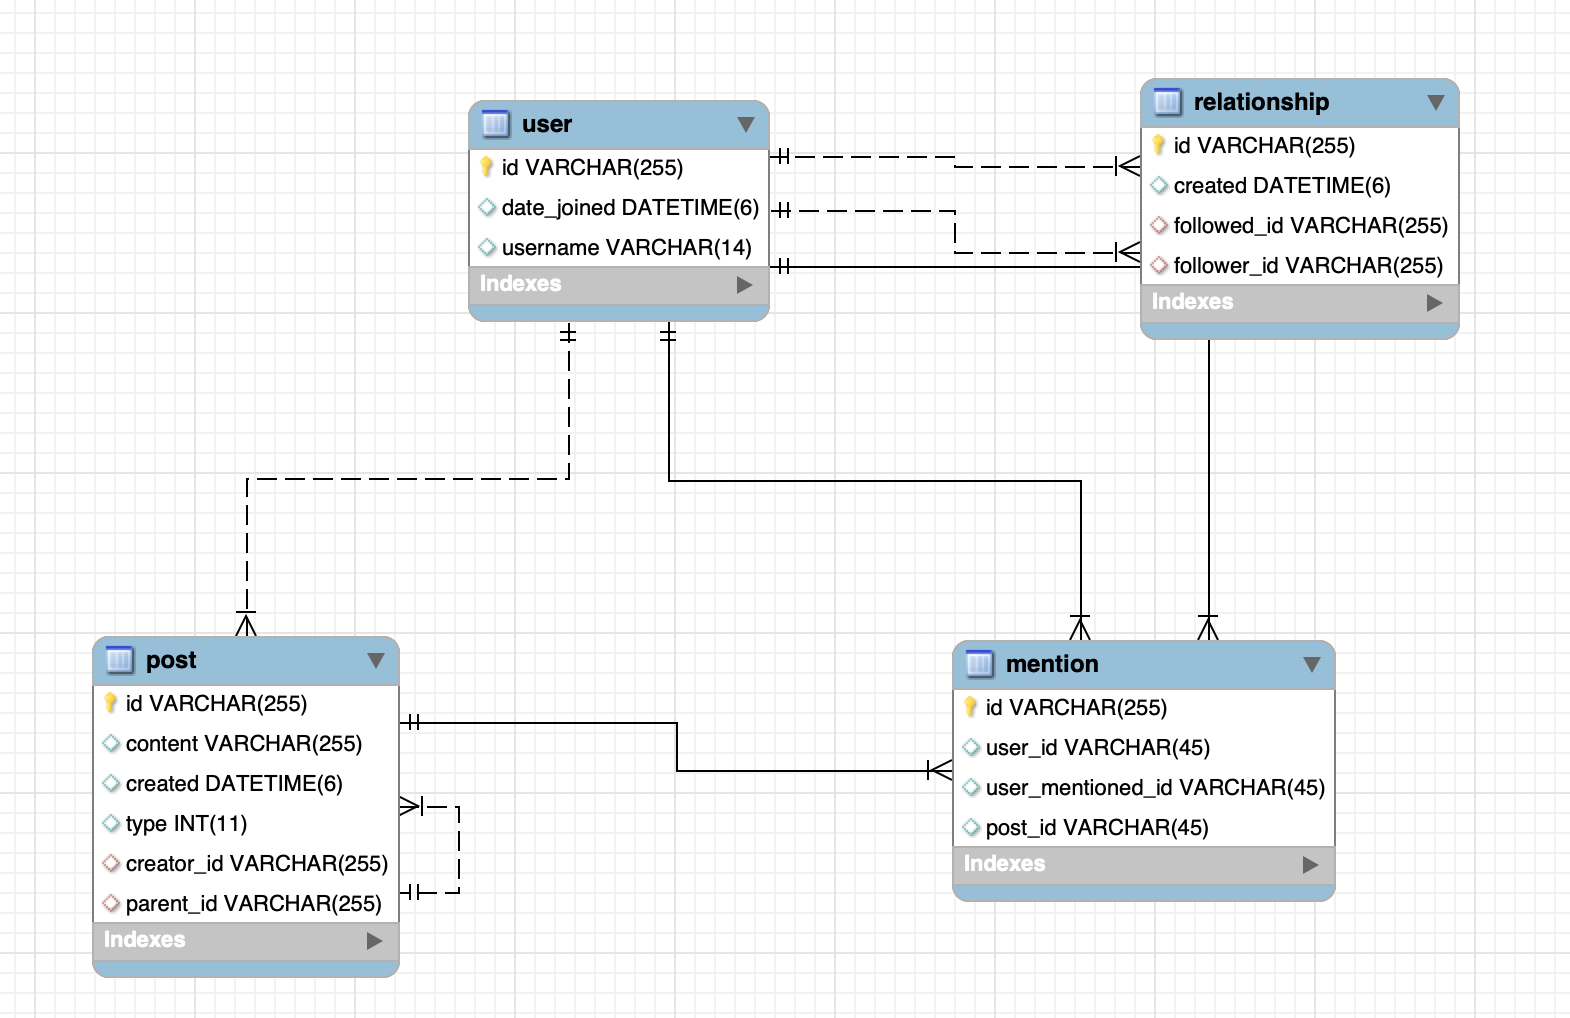 user
id VARCHAR(255)
date_joined DATETIME(6)
username VARCHAR(14)
Indexes
relationship
id VARCHAR(255)
created DATETIME(6)
followed_id VARCHAR(255)
follower_id VARCHAR(255)
Indexes
post
id VARCHAR(255)
content VARCHAR(255)
created DATETIME(6)
type INT(11)
creator_id VARCHAR(255)
parent_id VARCHAR(255)
Indexes
mention
id VARCHAR(255)
user_id VARCHAR(45)
user_mentioned_id VARCHAR(45)
post_id VARCHAR(45)
Indexes